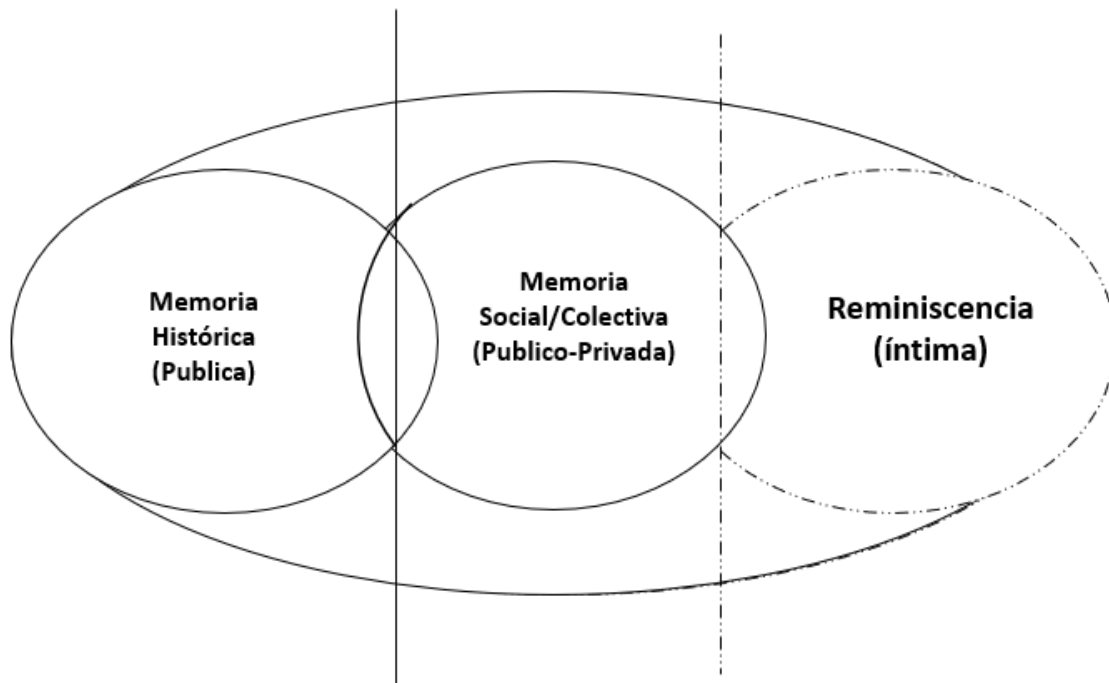 Memoria
Histórica
(Publica)
Memoria
Social/Colectiva
(Publico-Privada)
Reminiscencia
(íntima)